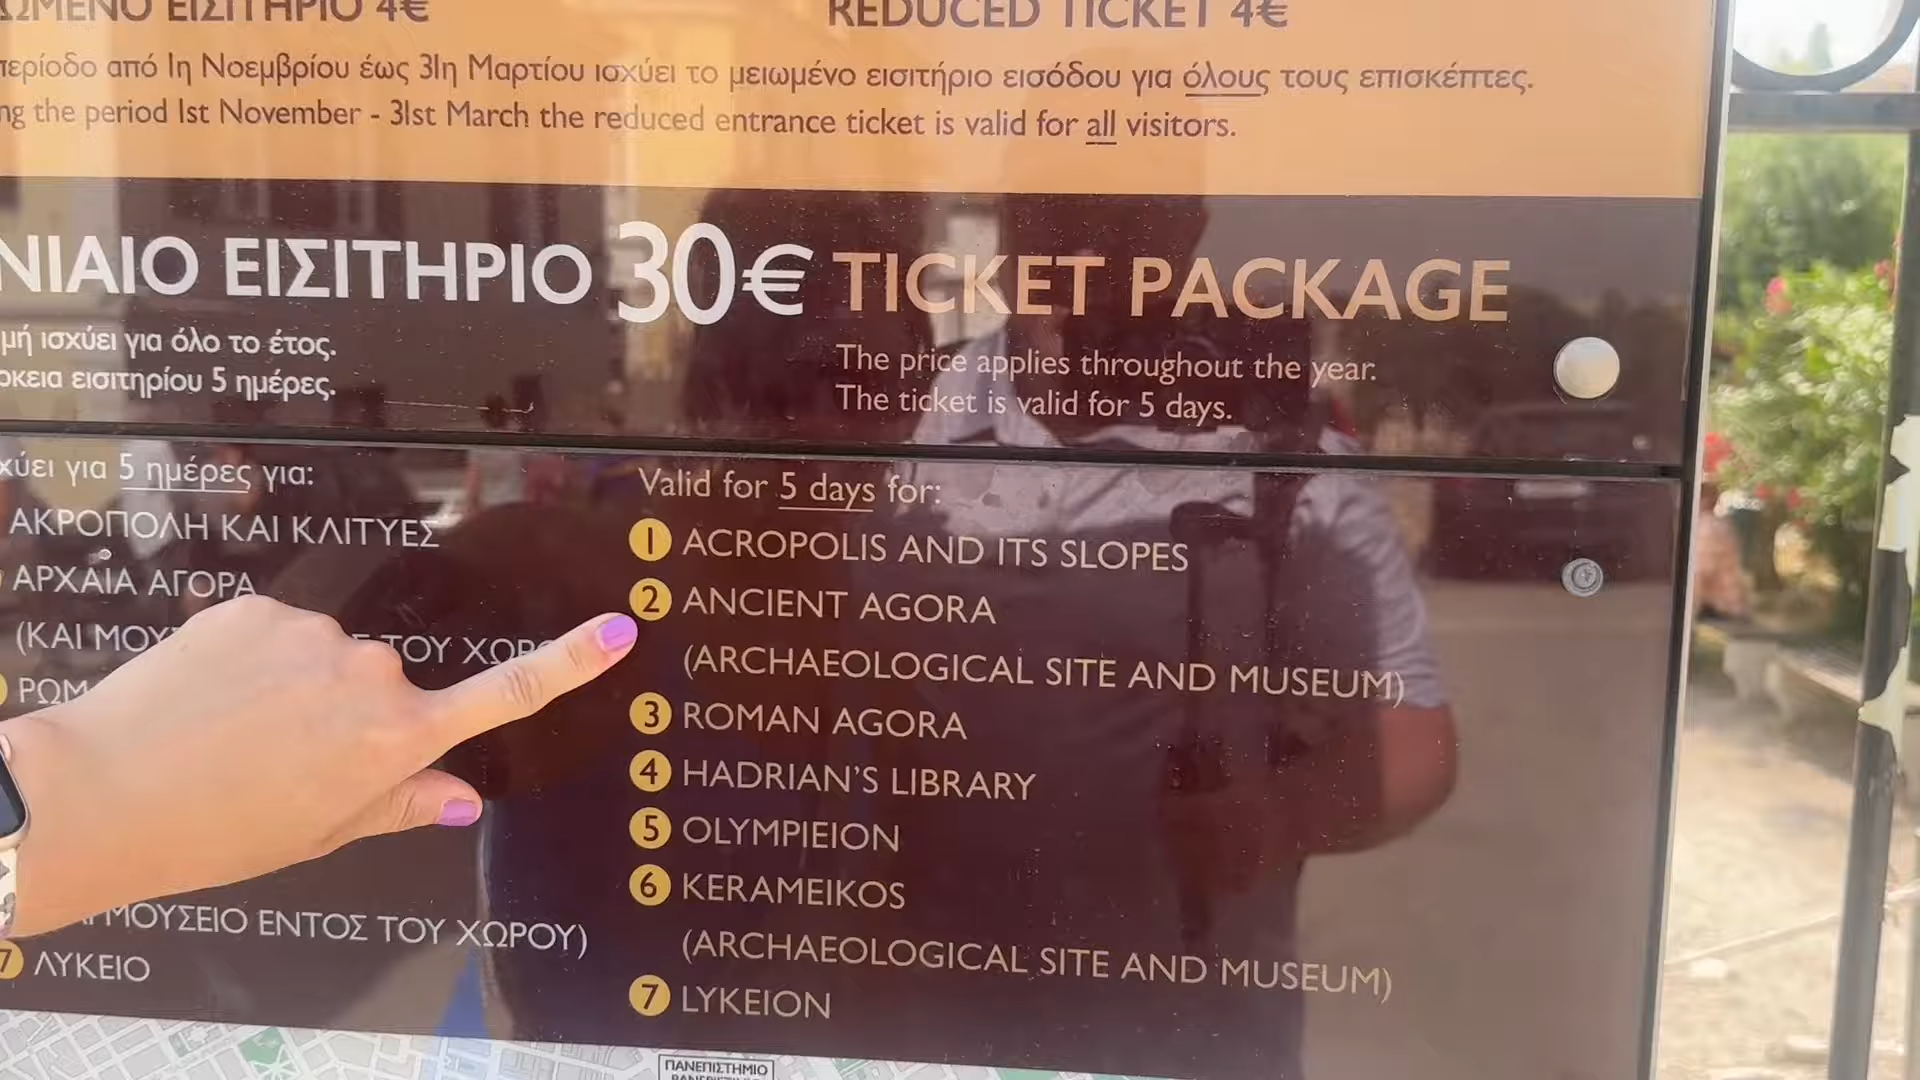 ΕΙΣΙΤΗΡΙΟ 4€
REDUCED TICKET 4€
από 1η Νοεμβρίου έως 31η Μαρτίου ισχύει το μειωμένο εισιτήριο εισόδου για όλους τους επισκέπτες.
the period 1st November - 31st March the reduced entrance ticket is valid for all visitors.
ΕΙΣΙΤΗΡΙΟ 30€ TICKET PACKAGE
ισχύει για όλο το έτος.
εισιτηρίου 5 ημέρες.
The price applies throughout the year.
The ticket is valid for 5 days.
για 5 ημέρες για:
ΑΚΡΟΠΟΛΗ ΚΑΙ ΚΛΙΤΥΕΣ
ΑΡΧΑΙΑ ΑΓΟΡΑ
(ΚΑΙ ΤΟΥ
ΜΟΥΣΕΙΟ ΕΝΤΟΣ ΤΟΥ ΧΩΡΟΥ)
7 ΛΥΚΕΙΟ
Valid for 5 days for:
1 ACROPOLIS AND ITS SLOPES
2 ANCIENT AGORA
(ARCHAEOLOGICAL SITE AND MUSEUM)
3 ROMAN AGORA
4 HADRIAN'S LIBRARY
5 OLYMPIEION
6 KERAMEIKOS
(ARCHAEOLOGICAL SITE AND MUSEUM)
7 LYKEION
ΠΑΝΕΠΙΣΤΗΜΙΟ